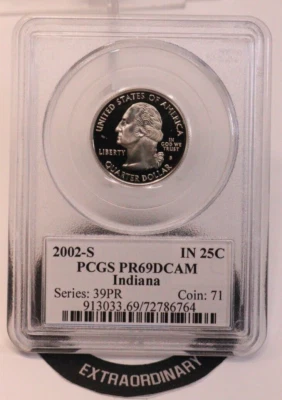 UNITED STATES OF AMERICA
LIBERTY
IN
GOD WE
TRUST
S
QUARTER DOLLAR
2002-S IN 25C
PCGS PR69DCAM
Indiana
Series: 39PR Coin: 71
913033.69/72786764
EXTRAORDINARY